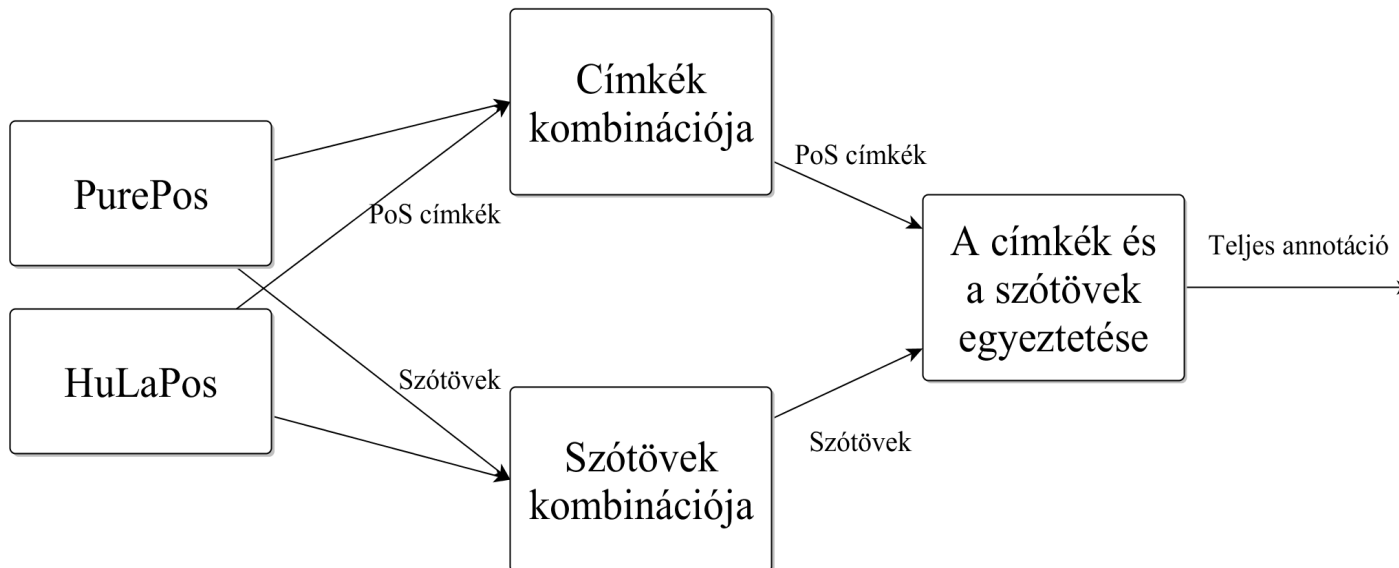 PurePos
HuLaPos
PoS címkék
Szótövek
Címkék
kombinációja
Szótövek
kombinációja
PoS címkék
Szótövek
A címkék és
a szótövek
egyeztetése
Teljes annotáció